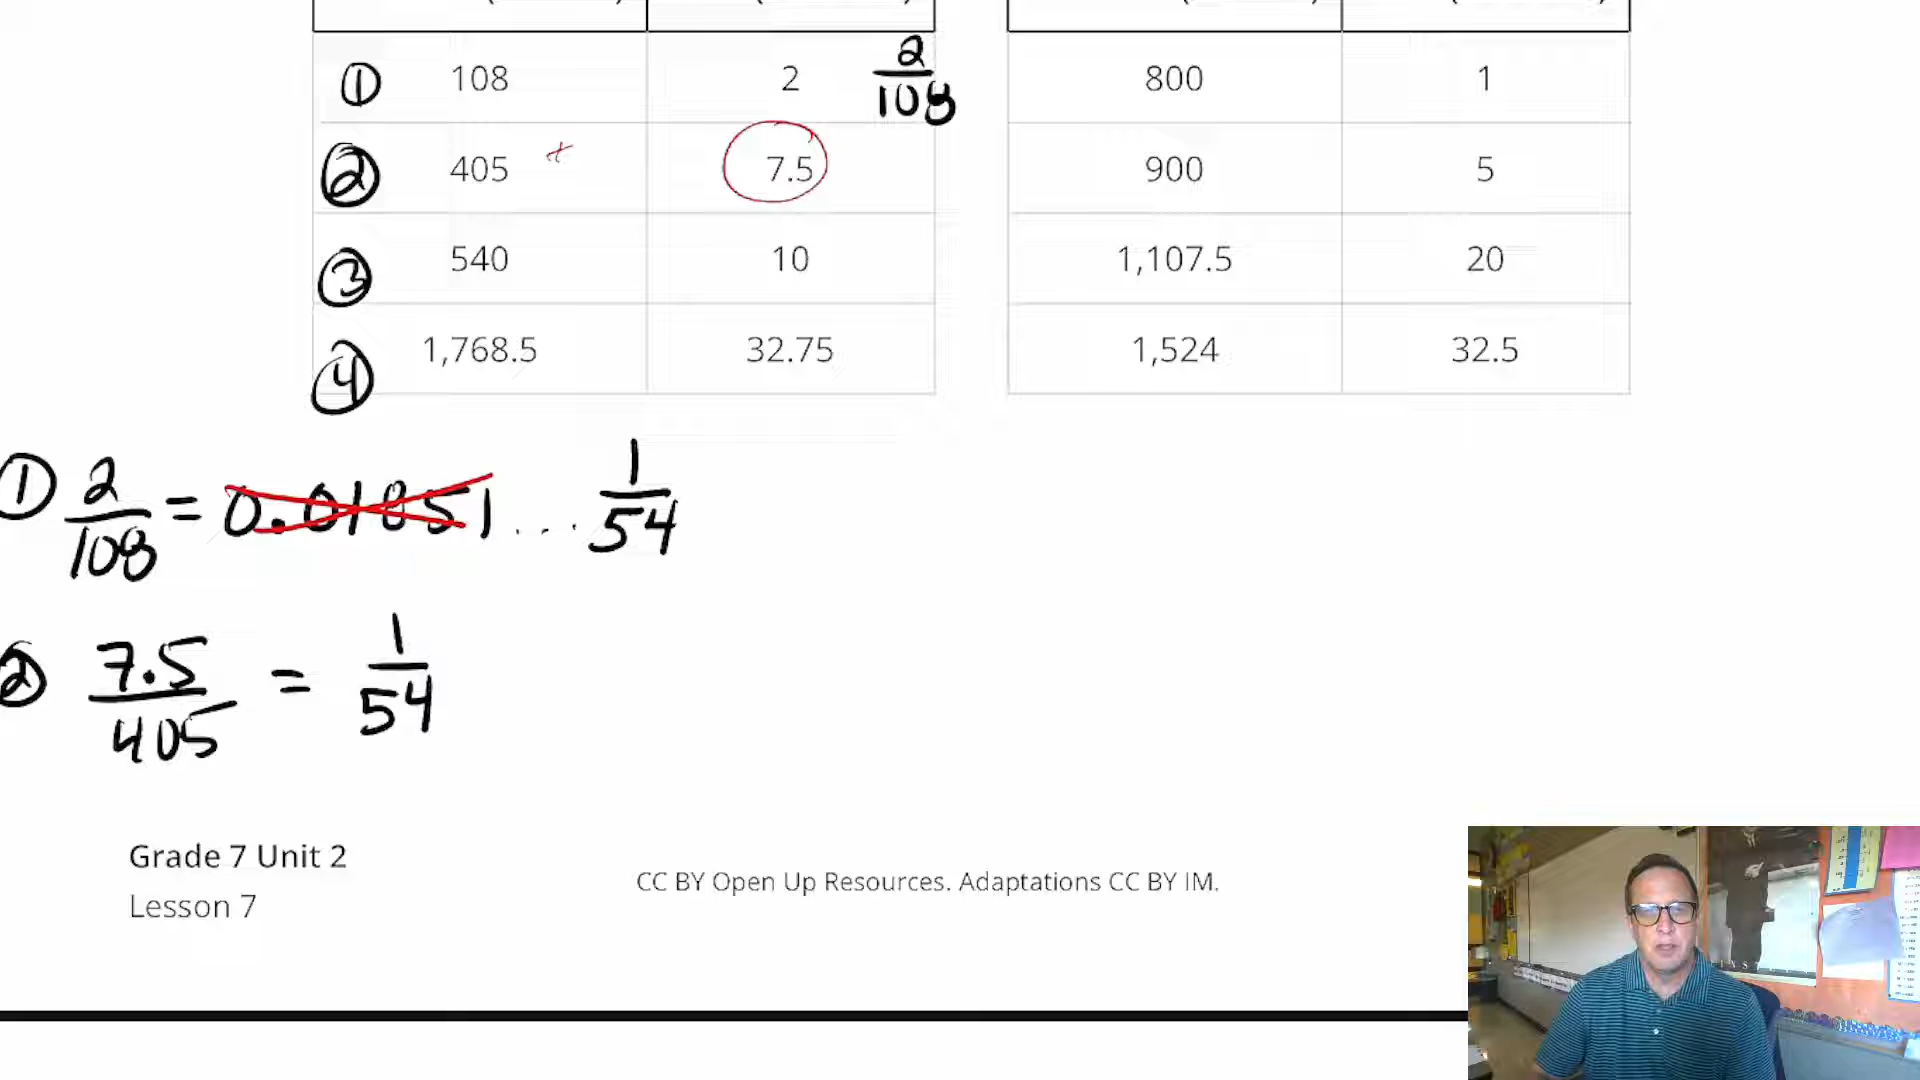 ① 108 2 2/108
② 405 7.5
③ 540 10
④ 1,768.5 32.75
800 1
900 5
1,107.5 20
1,524 32.5
① 2/108 = 0.01851... 1/54
② 7.5/405 = 1/54
Grade 7 Unit 2
Lesson 7
CC BY Open Up Resources. Adaptations CC BY IM.